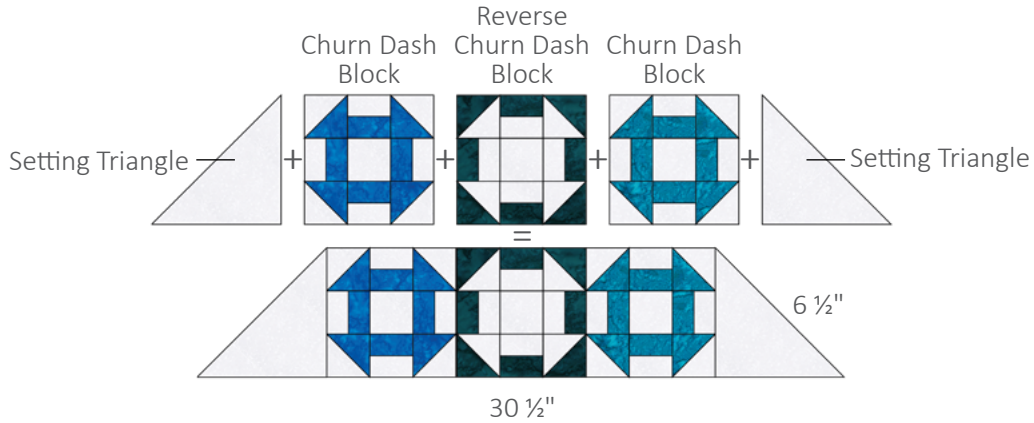 Churn Dash
Block
Reverse
Churn Dash
Block
Churn Dash
Block
Setting Triangle
+
+
+
+
Setting Triangle
=
6 ½"
30 ½"